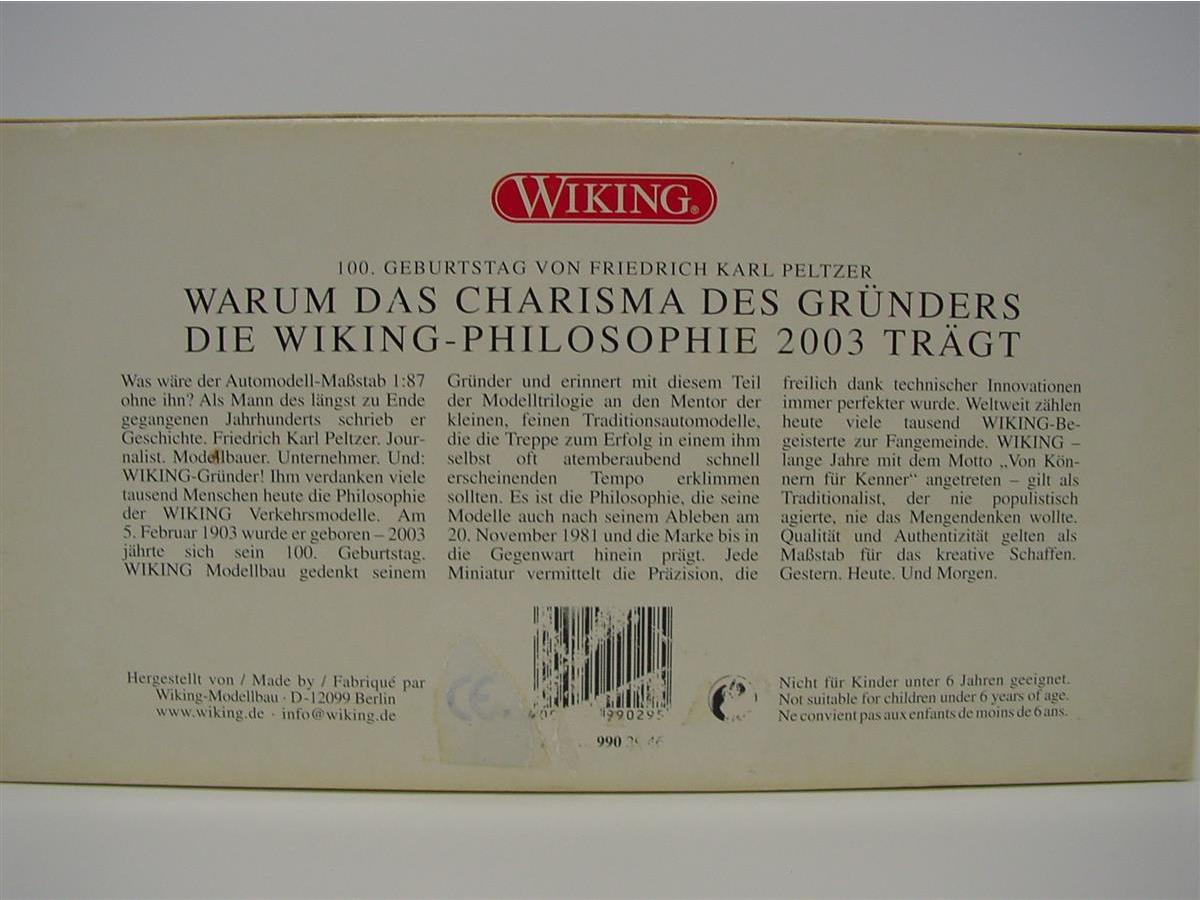 WIKING®
100. GEBURTSTAG VON FRIEDRICH KARL PELTZER
WARUM DAS CHARISMA DES GRÜNDERS
DIE WIKING-PHILOSOPHIE 2003 TRÄGT
Was wäre der Automodell-Maßstab 1:87
ohne ihn? Als Mann des längst zu Ende
gegangenen Jahrhunderts schrieb er
Geschichte. Friedrich Karl Peltzer. Jour-
nalist. Modellbauer. Unternehmer. Und:
WIKING-Gründer! Ihm verdanken viele
tausend Menschen heute die Philosophie
der WIKING Verkehrsmodelle. Am
5. Februar 1903 wurde er geboren – 2003
jährte sich sein 100. Geburtstag.
WIKING Modellbau gedenkt seinem
Gründer und erinnert mit diesem Teil
der Modelltrilogie an den Mentor der
kleinen, feinen Traditionsautomodelle,
die die Treppe zum Erfolg in einem ihm
selbst oft atemberaubend schnell
erscheinenden Tempo erklimmen
sollten. Es ist die Philosophie, die seine
Modelle auch nach seinem Ableben am
20. November 1981 und die Marke bis in
die Gegenwart hinein prägt. Jede
Miniatur vermittelt die Präzision, die
freilich dank technischer Innovationen
immer perfekter wurde. Weltweit zählen
heute viele tausend WIKING-Be-
geisterte zur Fangemeinde. WIKING –
lange Jahre mit dem Motto „Von Kön-
nern für Kenner“ angetreten – gilt als
Traditionalist, der nie populistisch
agierte, nie das Mengendenken wollte.
Qualität und Authentizität gelten als
Maßstab für das kreative Schaffen.
Gestern. Heute. Und Morgen.
Hergestellt von / Made by / Fabriqué par
Wiking-Modellbau · D-12099 Berlin
www.wiking.de · info@wiking.de
CE
990295
990
Nicht für Kinder unter 6 Jahren geeignet.
Not suitable for children under 6 years of age.
Ne convient pas aux enfants de moins de 6 ans.